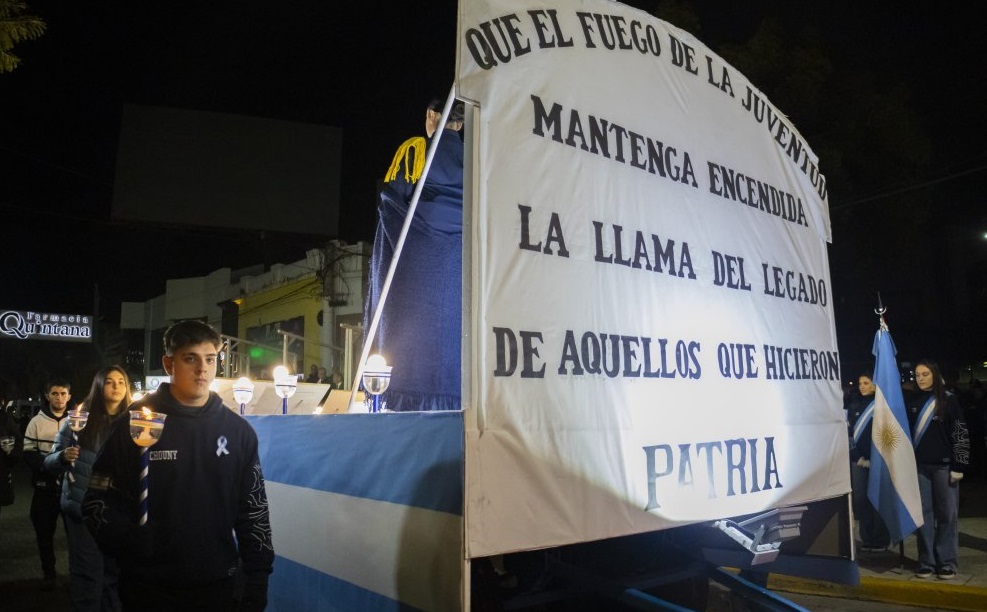 QUE EL FUEGO DE LA JUVENTUD
MANTENGA ENCENDIDA
LA LLAMA DEL LEGADO
DE AQUELLOS QUE HICIERON
PATRIA
Farmacia
Quintana